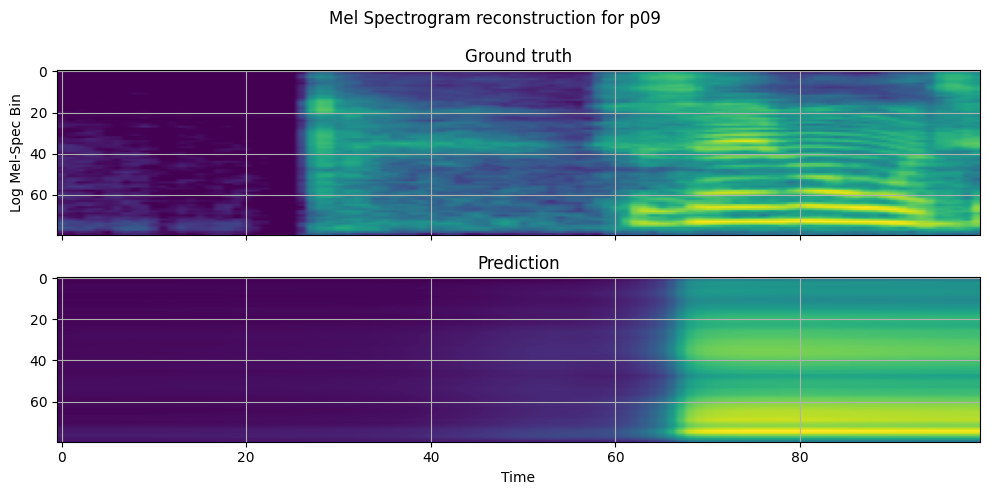 Mel Spectrogram reconstruction for p09
Ground truth
Log Mel-Spec Bin
0
20
40
60
Prediction
0
20
40
60
0 20 40 60 80
Time